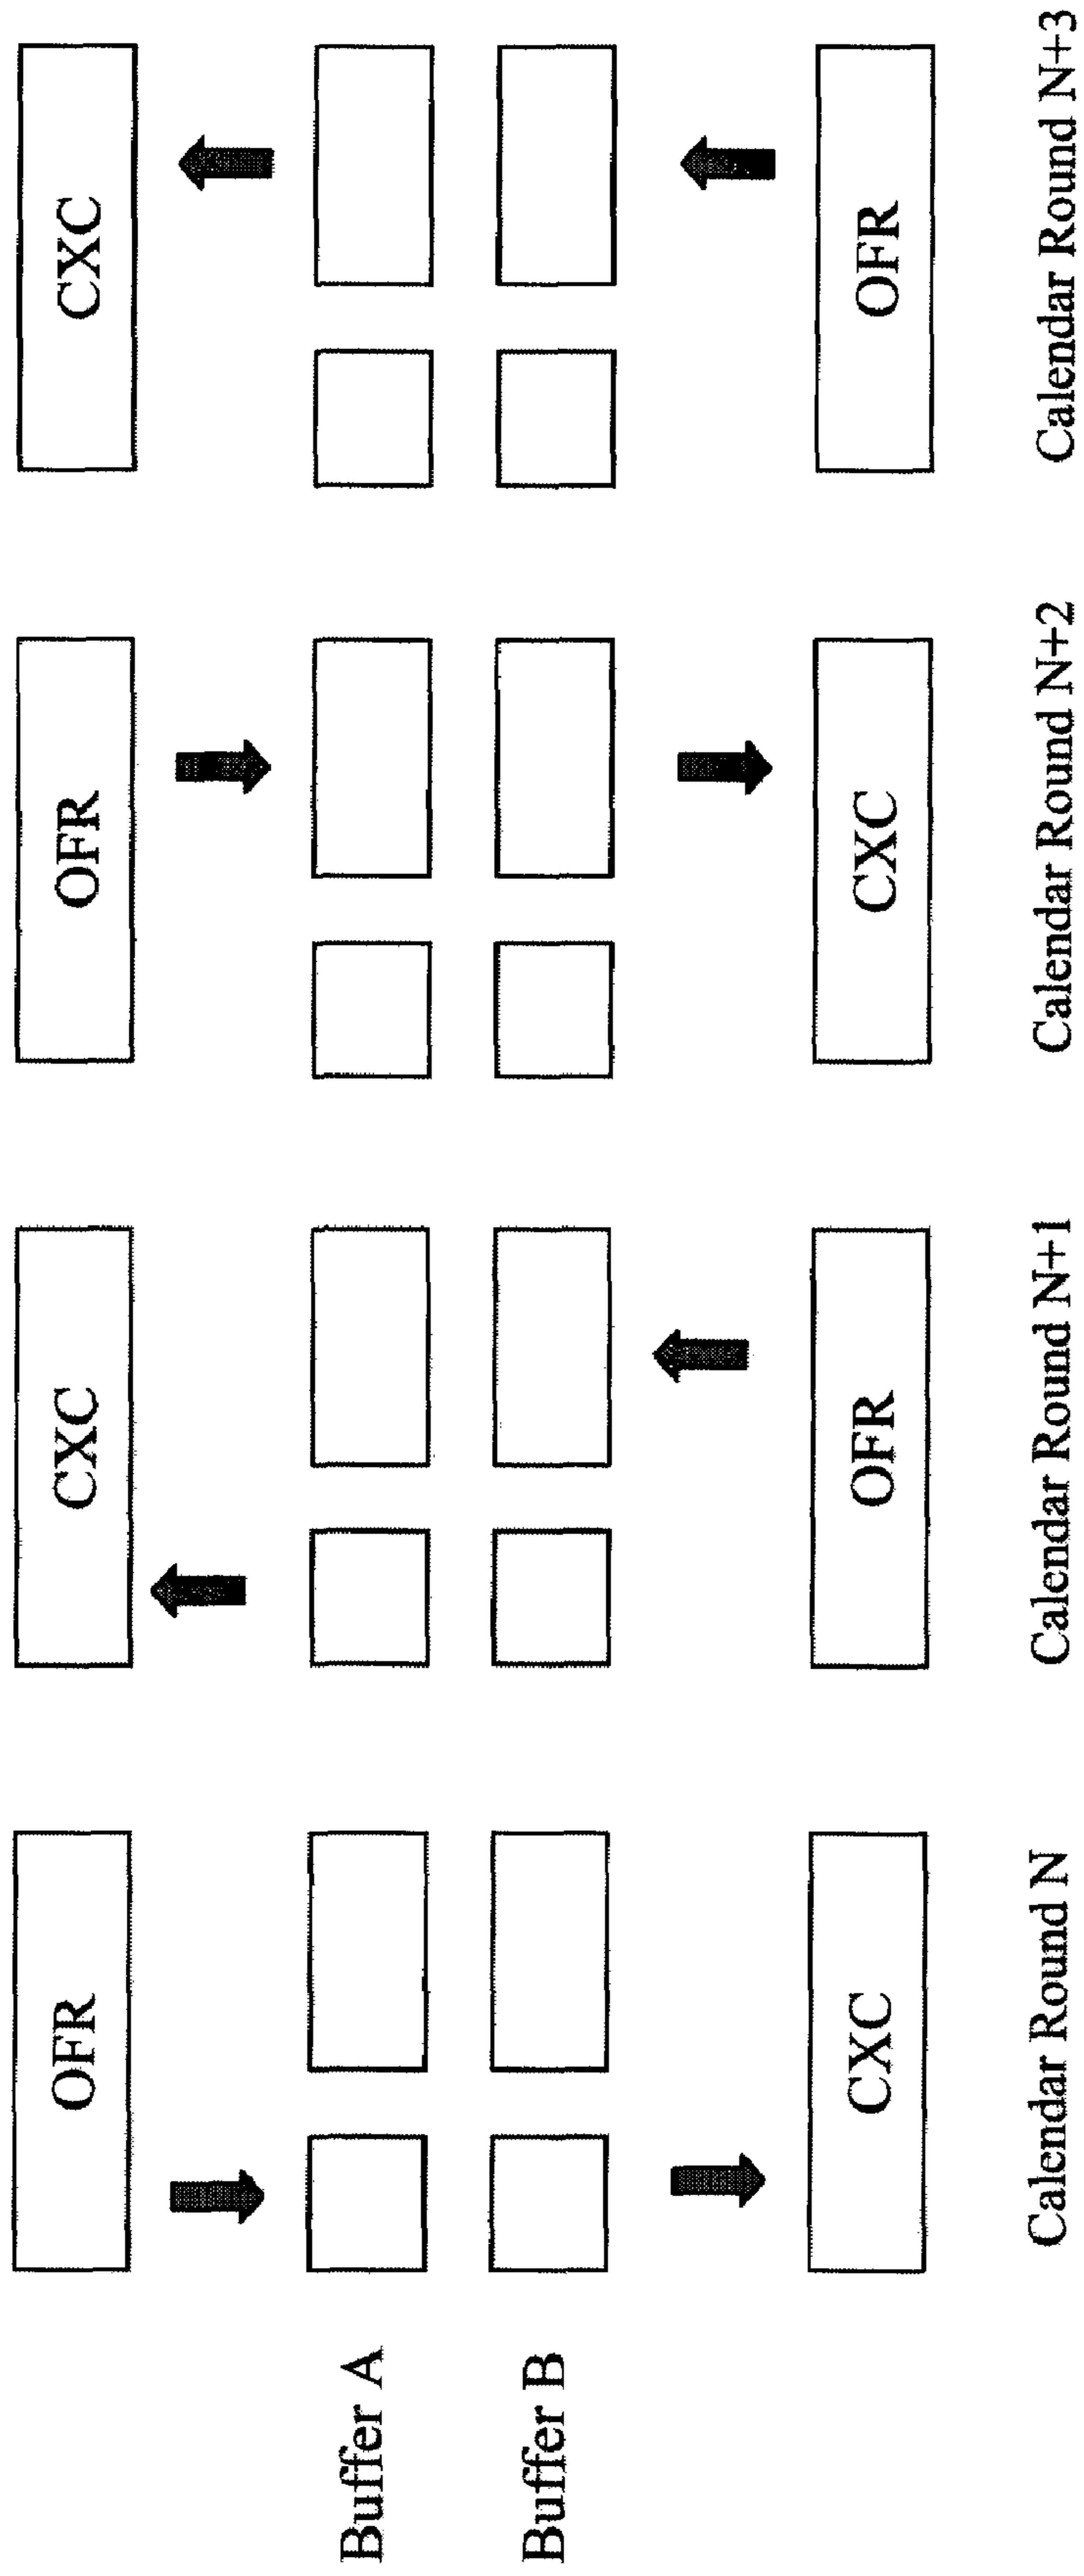 OFR
CXC
OFR
CXC
Buffer A
Buffer B
CXC
OFR
CXC
OFR
Calendar Round N
Calendar Round N+1
Calendar Round N+2
Calendar Round N+3